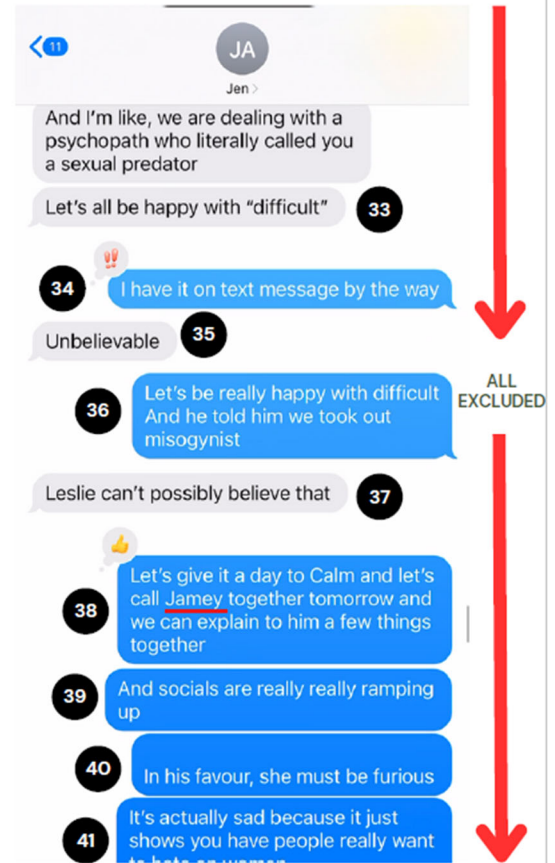 11
JA
Jen
And I'm like, we are dealing with a
psychopath who literally called you
a sexual predator
Let's all be happy with “difficult”
33
34
I have it on text message by the way
Unbelievable
35
36
Let's be really happy with difficult
And he told him we took out
misogynist
ALL
EXCLUDED
Leslie can't possibly believe that
37
38
Let's give it a day to Calm and let's
call Jamey together tomorrow and
we can explain to him a few things
together
39
And socials are really really ramping
up
40
In his favour, she must be furious
41
It's actually sad because it just
shows you have people really want
to hate on women